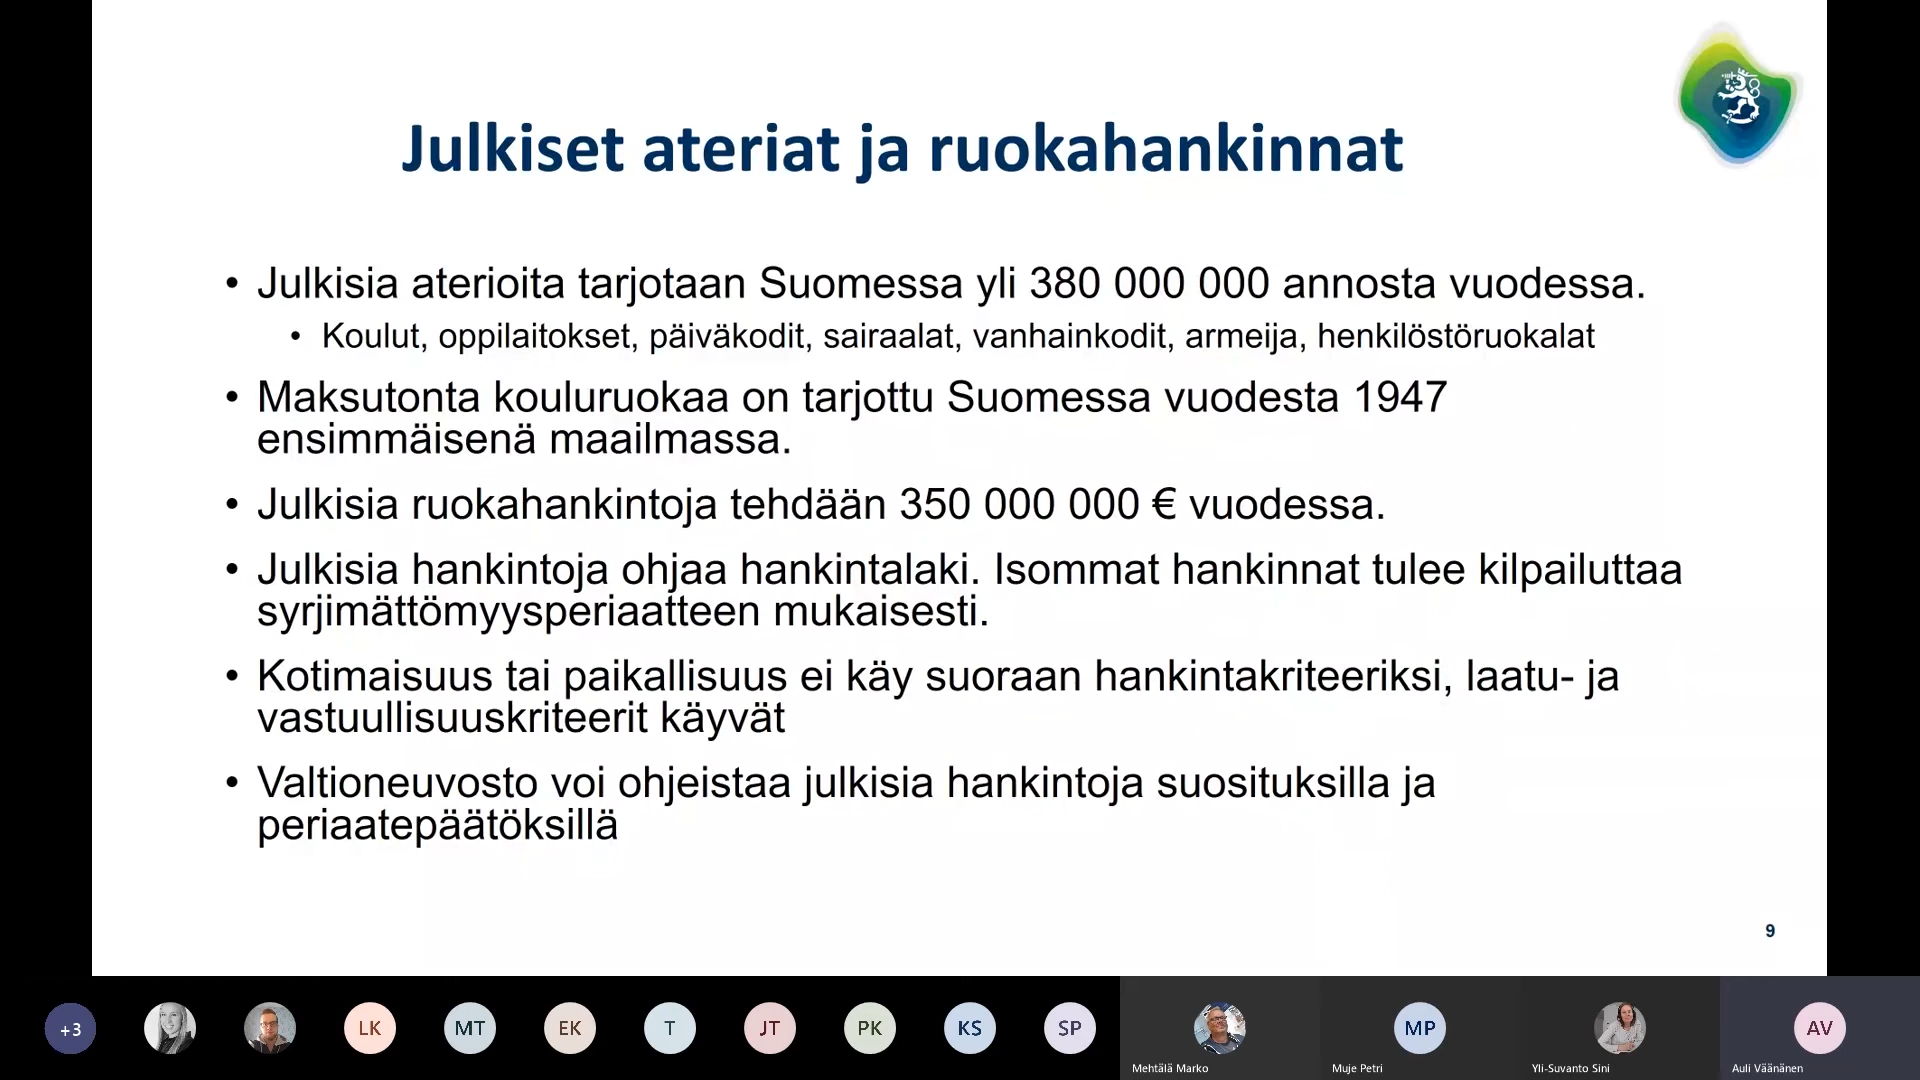 Julkiset ateriat ja ruokahankinnat
• Julkisia aterioita tarjotaan Suomessa yli 380 000 000 annosta vuodessa.
• Koulut, oppilaitokset, päiväkodit, sairaalat, vanhainkodit, armeija, henkilöstöruokalat
• Maksutonta kouluruokaa on tarjottu Suomessa vuodesta 1947
ensimmäisenä maailmassa.
• Julkisia ruokahankintoja tehdään 350 000 000 € vuodessa.
• Julkisia hankintoja ohjaa hankintalaki. Isommat hankinnat tulee kilpailuttaa
syrjimättömyysperiaatteen mukaisesti.
• Kotimaisuus tai paikallisuus ei käy suoraan hankintakriteeriksi, laatu- ja
vastuullisuuskriteerit käyvät
• Valtioneuvosto voi ohjeistaa julkisia hankintoja suosituksilla ja
periaatepäätöksillä
9
+3 LK MT EK T JT PK KS SP MP AV
Mehtälä Marko Muje Petri Yli-Suvanto Sini Auli Väänänen